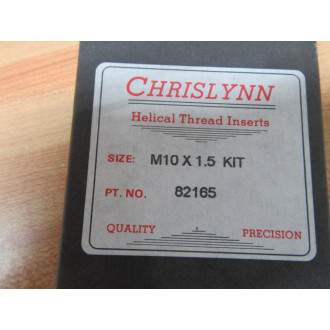 CHRISLYNN
Helical Thread Inserts
SIZE: M10 X 1.5 KIT
PT. NO. 82165
QUALITY PRECISION